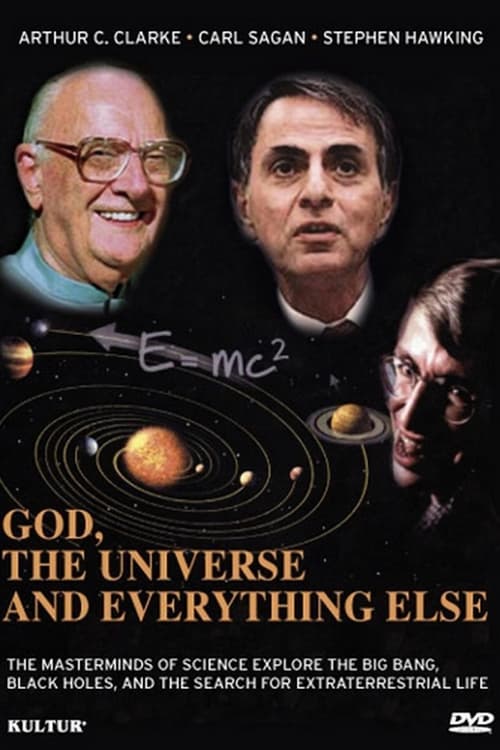 ARTHUR C. CLARKE • CARL SAGAN • STEPHEN HAWKING
E = mc²
GOD,
THE UNIVERSE
AND EVERYTHING ELSE
THE MASTERMINDS OF SCIENCE EXPLORE THE BIG BANG,
BLACK HOLES, AND THE SEARCH FOR EXTRATERRESTRIAL LIFE
KULTUR
DVD